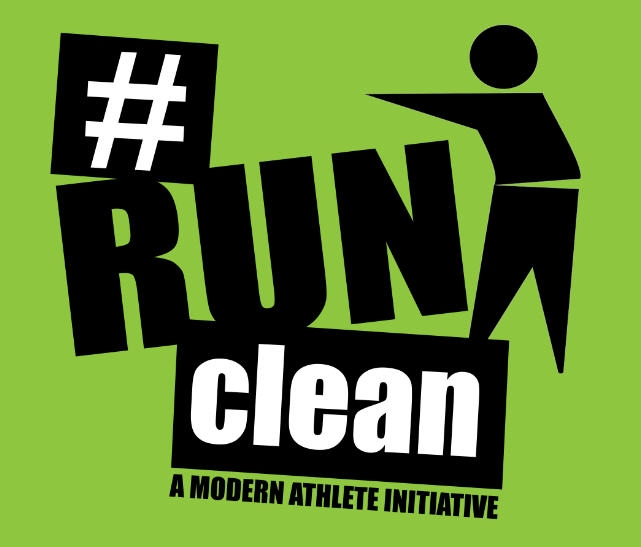 #
RUN
clean
A MODERN ATHLETE INITIATIVE